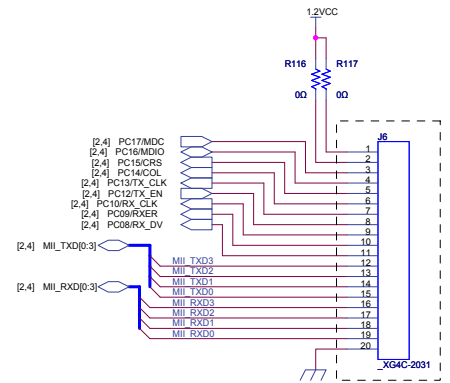 1.2VCC
R116 R117
0Ω 0Ω
J6
[2,4] PC17/MDC
[2,4] PC16/MDIO
[2,4] PC15/CRS
[2,4] PC14/COL
[2,4] PC13/TX_CLK
[2,4] PC12/TX_EN
[2,4] PC10/RX_CLK
[2,4] PC09/RXER
[2,4] PC08/RX_DV
[2,4] MII_TXD[0:3]
[2,4] MII_RXD[0:3]
MII_TXD3
MII_TXD2
MII_TXD1
MII_TXD0
MII_RXD3
MII_RXD2
MII_RXD1
MII_RXD0
1
2
3
4
5
6
7
8
9
10
11
12
13
14
15
16
17
18
19
20
_XG4C-2031